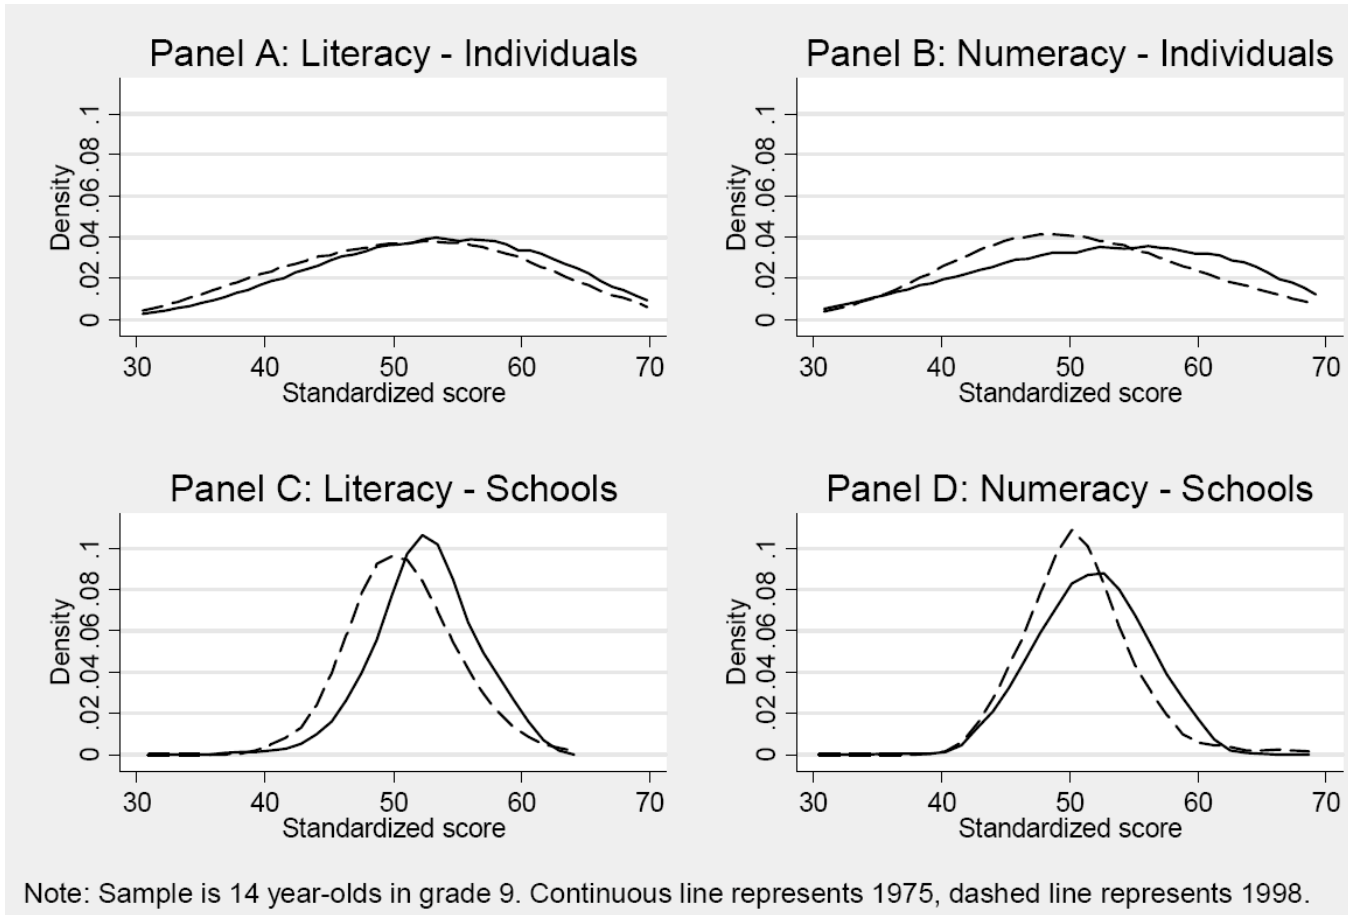 Panel A: Literacy - Individuals
Density
0 .02 .04 .06 .08 .1
30 40 50 60 70
Standardized score
Panel B: Numeracy - Individuals
Density
0 .02 .04 .06 .08 .1
30 40 50 60 70
Standardized score
Panel C: Literacy - Schools
Density
0 .02 .04 .06 .08 .1
30 40 50 60 70
Standardized score
Panel D: Numeracy - Schools
Density
0 .02 .04 .06 .08 .1
30 40 50 60 70
Standardized score
Note: Sample is 14 year-olds in grade 9. Continuous line represents 1975, dashed line represents 1998.